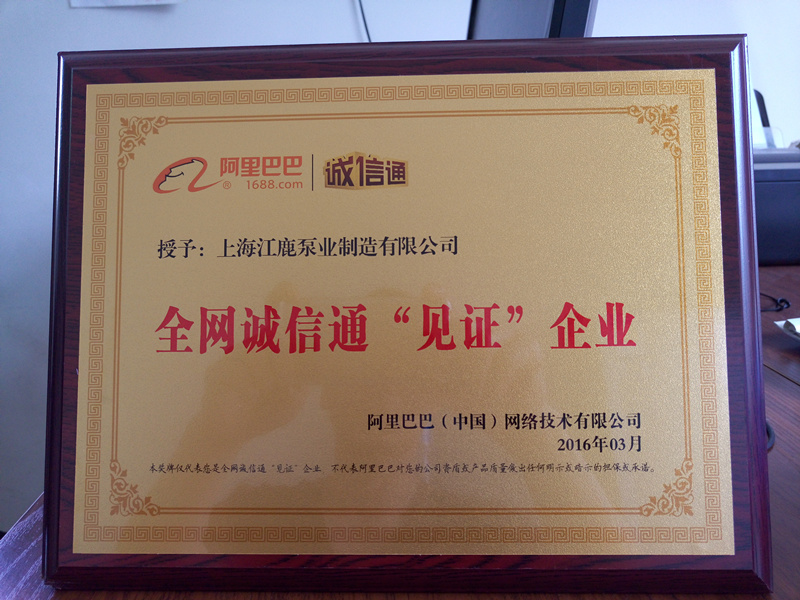 阿里巴巴 诚信通
® 1688.com
授予：上海江鹿泵业制造有限公司
全网诚信通“见证”企业
阿里巴巴（中国）网络技术有限公司
2016年03月
本奖牌仅代表您是全网诚信通“见证”企业 不代表阿里巴巴对您的公司资质或产品质量做出任何明示或暗示的担保或承诺。